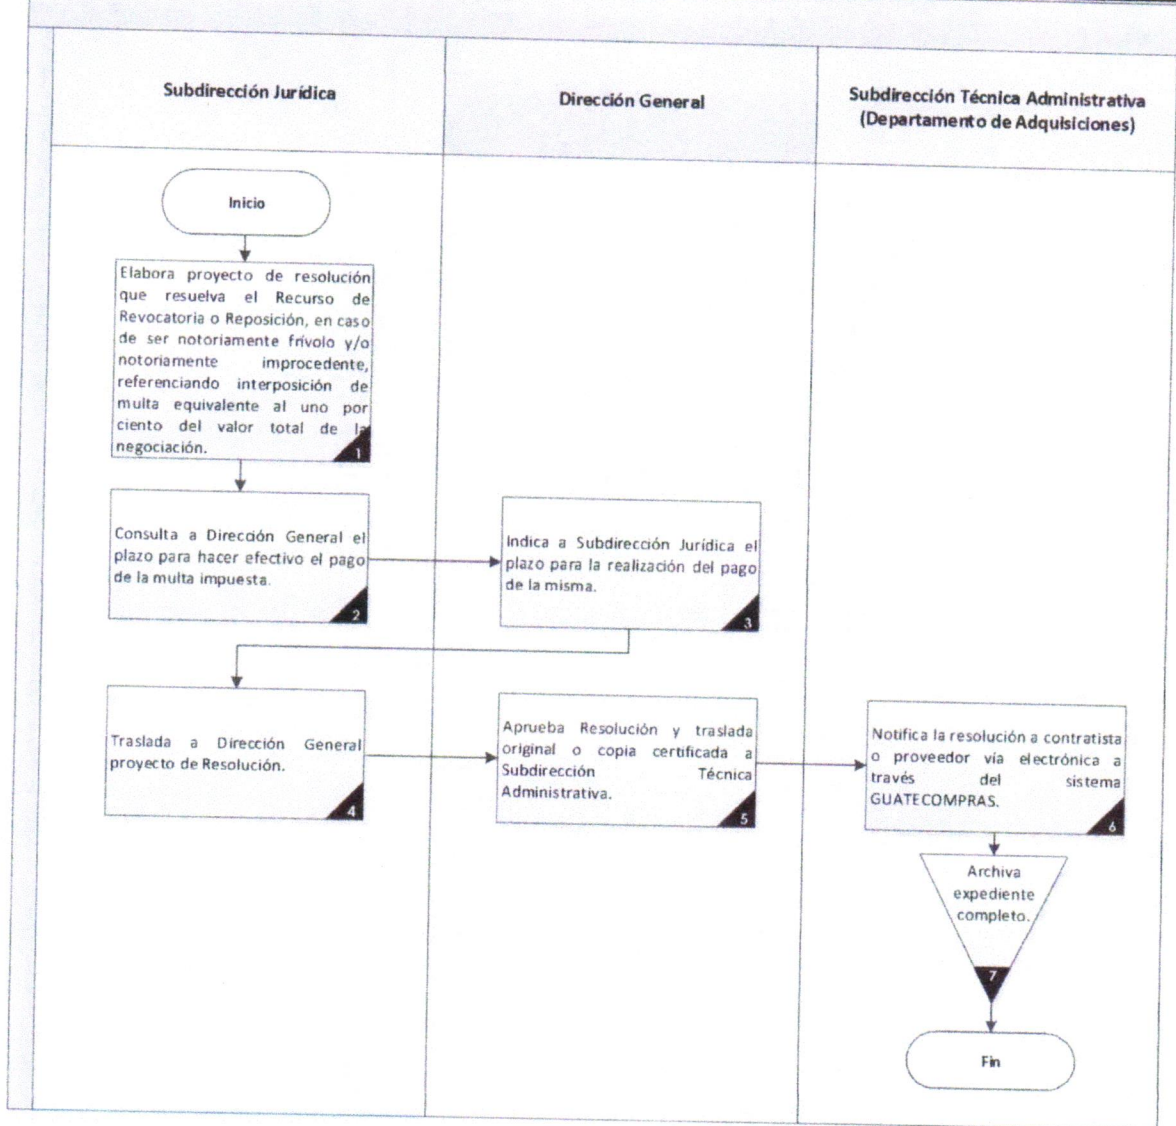 Subdirección Jurídica
Dirección General
Subdirección Técnica Administrativa
(Departamento de Adquisiciones)
Inicio
Elabora proyecto de resolución
que resuelva el Recurso de
Revocatoria o Reposición, en caso
de ser notoriamente frívolo y/o
notoriamente improcedente,
referenciando interposición de
multa equivalente al uno por
ciento del valor total de la
negociación.
1
Consulta a Dirección General el
plazo para hacer efectivo el pago
de la multa impuesta.
2
Indica a Subdirección Jurídica el
plazo para la realización del pago
de la misma.
3
Traslada a Dirección General
proyecto de Resolución.
4
Aprueba Resolución y traslada
original o copia certificada a
Subdirección Técnica
Administrativa.
5
Notifica la resolución a contratista
o proveedor vía electrónica a
través del sistema
GUATECOMPRAS.
6
Archiva
expediente
completo.
7
Fin